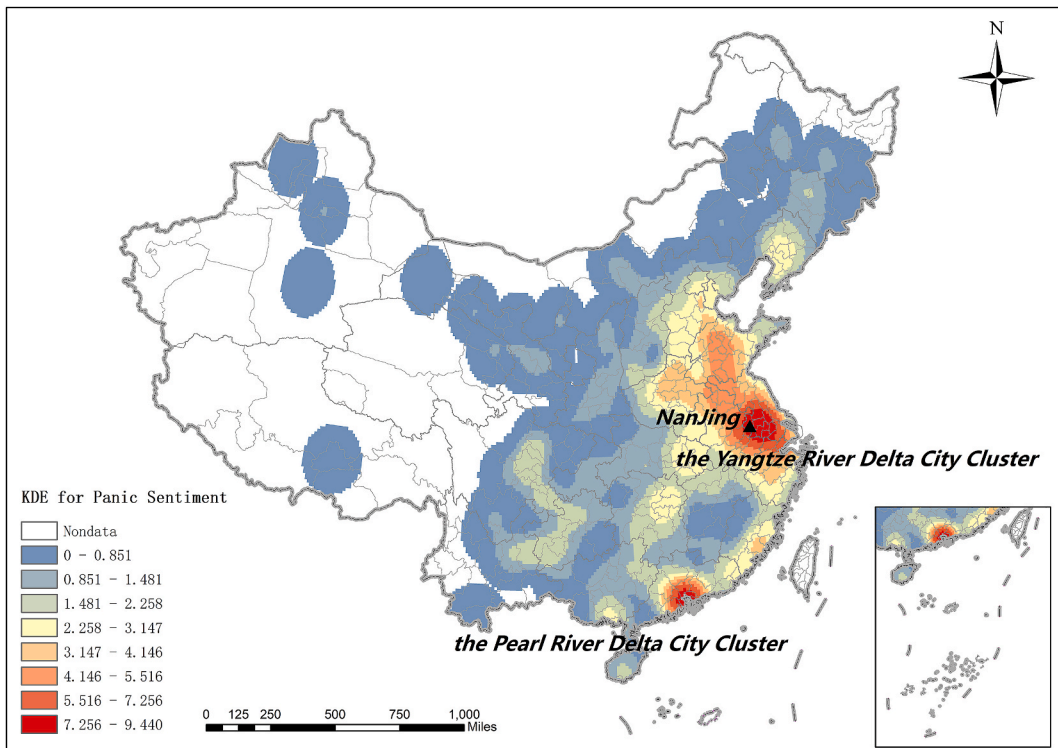 N
NanJing
the Yangtze River Delta City Cluster
the Pearl River Delta City Cluster
KDE for Panic Sentiment
Nondata
0 - 0.851
0.851 - 1.481
1.481 - 2.258
2.258 - 3.147
3.147 - 4.146
4.146 - 5.516
5.516 - 7.256
7.256 - 9.440
0 125 250 500 750 1,000
Miles